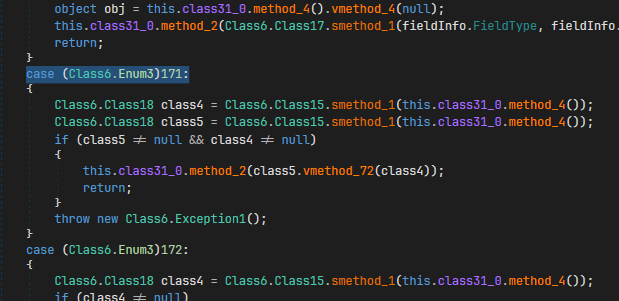 object obj = this.class31_0.method_4().vmethod_4(null);
this.class31_0.method_2(Class6.Class17.smethod_1(fieldInfo.FieldType, fieldInfo.
return;
}
case (Class6.Enum3)171:
{
Class6.Class18 class4 = Class6.Class15.smethod_1(this.class31_0.method_4());
Class6.Class18 class5 = Class6.Class15.smethod_1(this.class31_0.method_4());
if (class5 ≠ null && class4 ≠ null)
{
this.class31_0.method_2(class5.vmethod_72(class4));
return;
}
throw new Class6.Exception1();
}
case (Class6.Enum3)172:
{
Class6.Class18 class4 = Class6.Class15.smethod_1(this.class31_0.method_4());
if (class4 ≠ null)